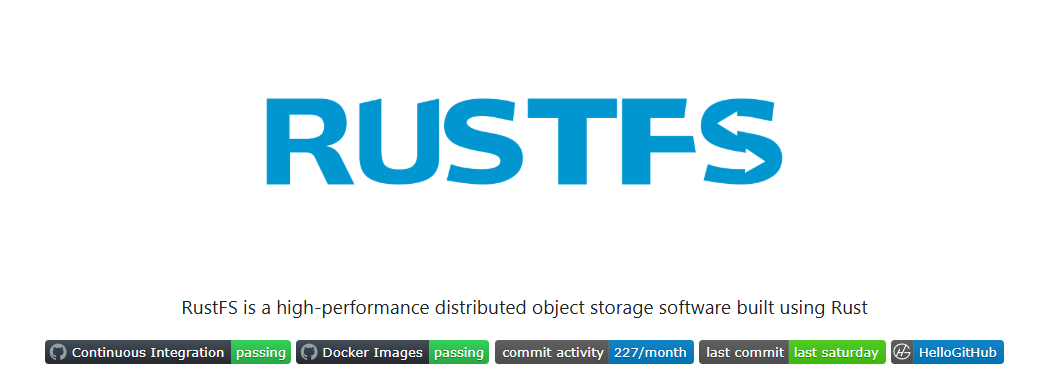 RUSTFS
RustFS is a high-performance distributed object storage software built using Rust
Continuous Integration passing Docker Images passing commit activity 227/month last commit last saturday HelloGitHub